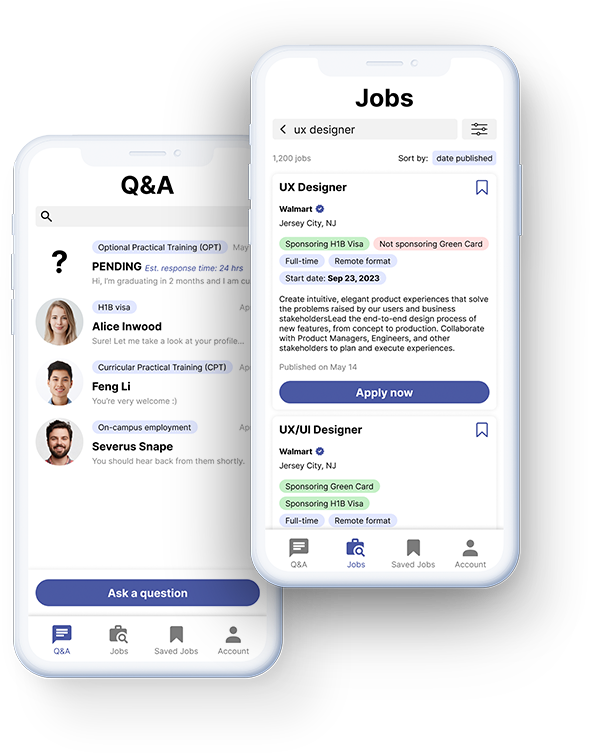 Q&A
Optional Practical Training (OPT)
PENDING Est. response time: 24 hrs
Hi, I'm graduating in 2 months and I am
H1B visa
Alice Inwood
Sure! Let me take a look at your profile...
Curricular Practical Training (CPT)
Feng Li
You're very welcome :)
On-campus employment
Severus Snape
You should hear back from them shortly.
Ask a question
Q&A
Jobs
Saved Jobs
Account
Jobs
ux designer
1,200 jobs
Sort by: date published
UX Designer
Walmart
Jersey City, NJ
Sponsoring H1B Visa Not sponsoring Green Card
Full-time Remote format
Start date: Sep 23, 2023
Create intuitive, elegant product experiences that solve
the problems raised by our users and business
stakeholdersLead the end-to-end design process of
new features, from concept to production. Collaborate
with Product Managers, Engineers, and other
stakeholders to plan and execute experiences.
Published on May 14
Apply now
UX/UI Designer
Walmart
Jersey City, NJ
Sponsoring Green Card
Sponsoring H1B Visa
Full-time Remote format
Q&A
Jobs
Saved Jobs
Account